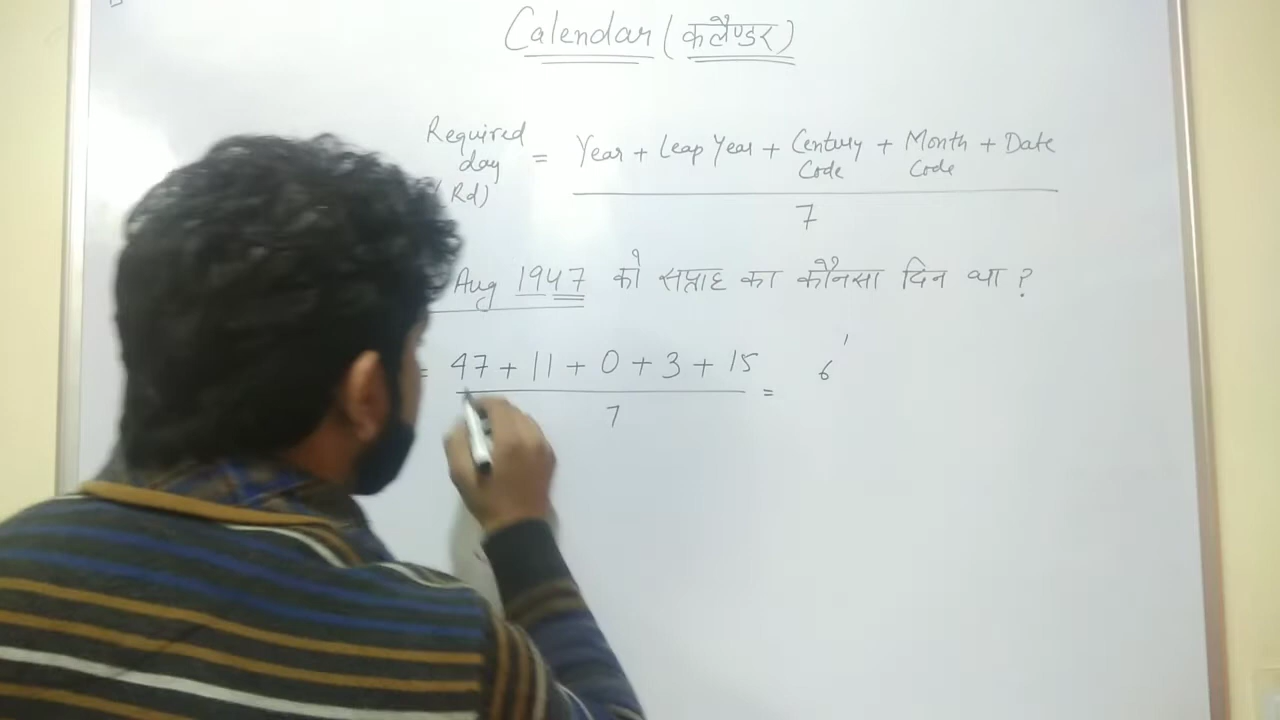 Calendar (कलैण्डर)
Required day (Rd) = Year + Leap Year + Century Code + Month Code + Date
7
Aug 1947 को सप्ताह का कौनसा दिन था ?
= 47 + 11 + 0 + 3 + 15 = 6 1
7